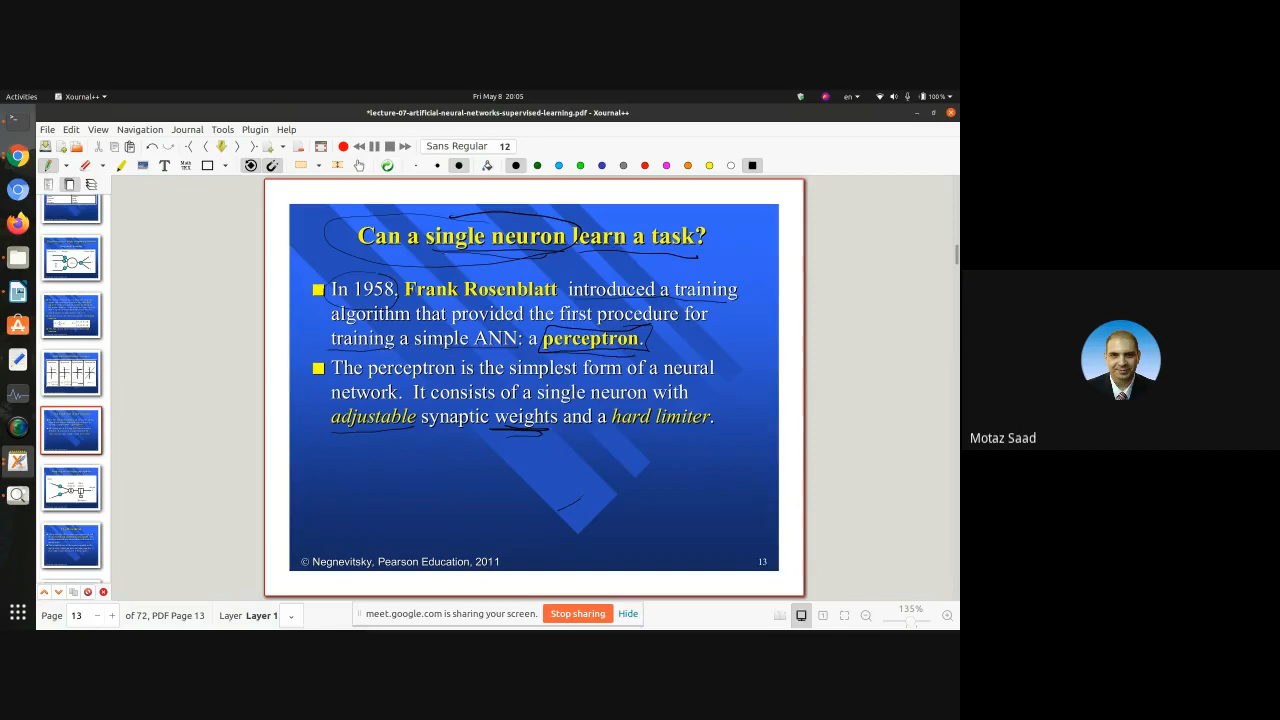 Activities
Xournal++
Fri May 8 20:05
en
100 %
*lecture-07-artificial-neural-networks-supervised-learning.pdf - Xournal++
File Edit View Navigation Journal Tools Plugin Help
Sans Regular 12
Can a single neuron learn a task?
In 1958, Frank Rosenblatt introduced a training
algorithm that provided the first procedure for
training a simple ANN: a perceptron.
The perceptron is the simplest form of a neural
network. It consists of a single neuron with
adjustable synaptic weights and a hard limiter.
© Negnevitsky, Pearson Education, 2011
13
Motaz Saad
Page 13 of 72, PDF Page 13 Layer Layer 1
meet.google.com is sharing your screen. Stop sharing Hide
135%